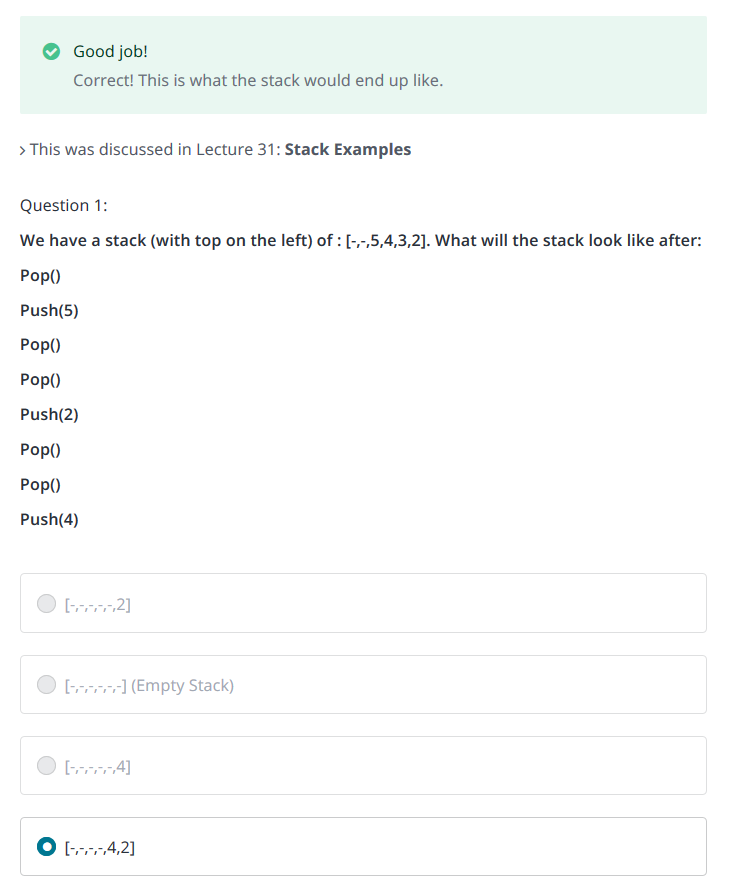 Good job!
Correct! This is what the stack would end up like.
> This was discussed in Lecture 31: Stack Examples
Question 1:
We have a stack (with top on the left) of : [-,-,5,4,3,2]. What will the stack look like after:
Pop()
Push(5)
Pop()
Pop()
Push(2)
Pop()
Pop()
Push(4)
[-,-,-,-,-,2]
[-,-,-,-,-,-] (Empty Stack)
[-,-,-,-,-,4]
[-,-,-,-,4,2]